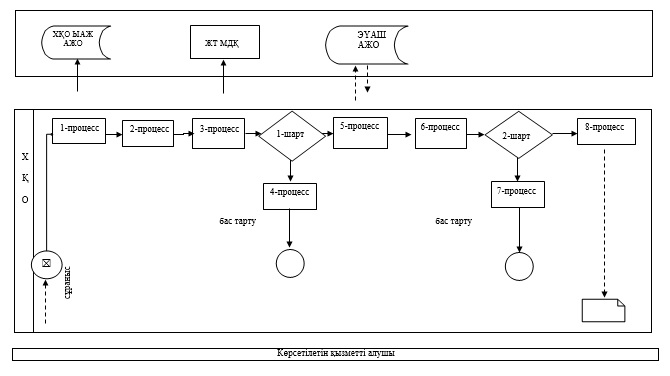 ХҚО ЫАЖ
АЖО
ЖТ МДҚ
ЭҮАШ
АЖО
1-процесс
2-процесс
3-процесс
1-шарт
5-процесс
6-процесс
2-шарт
8-процесс
Х
Қ
О
4-процесс
7-процесс
бас тарту
бас тарту
сұраныс
Көрсетілетін қызметті алушы